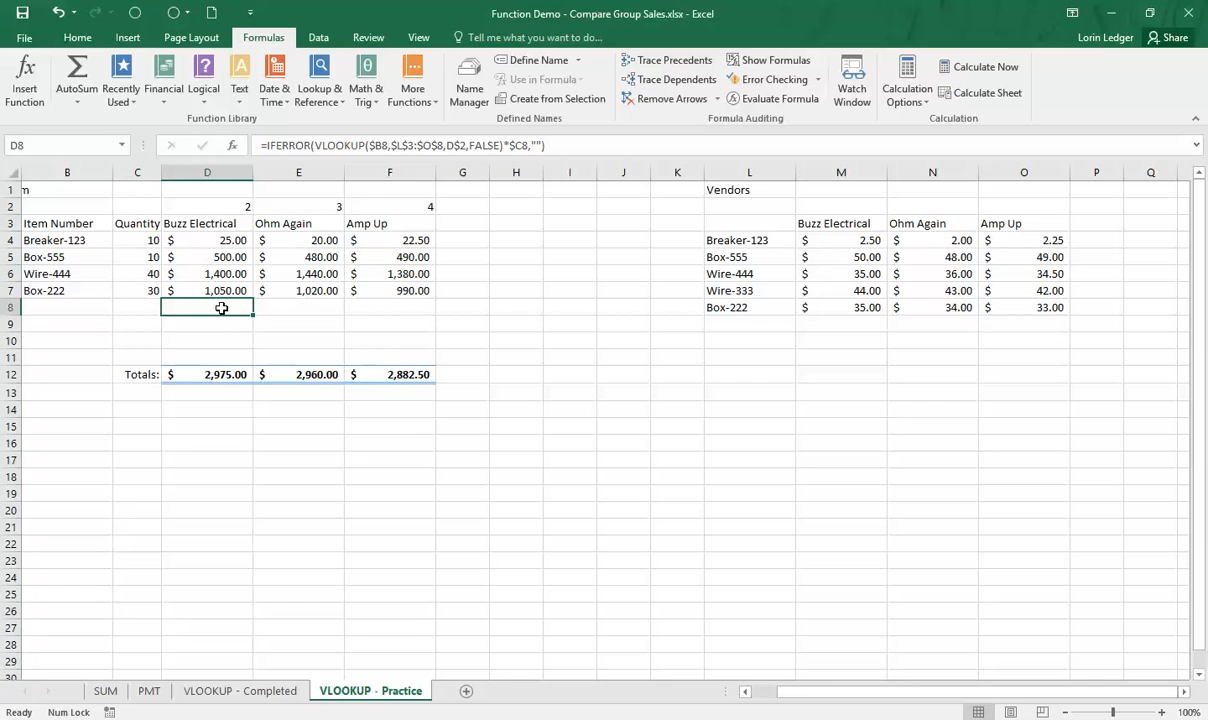 Function Demo - Compare Group Sales.xlsx - Excel
File Home Insert Page Layout Formulas Data Review View Tell me what you want to do... Lorin Ledger Share
Insert Function
AutoSum
Recently Used
Financial
Logical
Text
Date & Time
Lookup & Reference
Math & Trig
More Functions
Function Library
Name Manager
Define Name
Use in Formula
Create from Selection
Defined Names
Trace Precedents
Trace Dependents
Remove Arrows
Show Formulas
Error Checking
Evaluate Formula
Formula Auditing
Watch Window
Calculation Options
Calculate Now
Calculate Sheet
Calculation
D8 fx =IFERROR(VLOOKUP($B8,$L$3:$O$8,D$2,FALSE)*$C8,"")
B C D E F G H I J K L M N O P Q
1 m Vendors
2 2 3 4
3 Item Number Quantity Buzz Electrical Ohm Again Amp Up Buzz Electrical Ohm Again Amp Up
4 Breaker-123 10 $ 25.00 $ 20.00 $ 22.50 Breaker-123 $ 2.50 $ 2.00 $ 2.25
5 Box-555 10 $ 500.00 $ 480.00 $ 490.00 Box-555 $ 50.00 $ 48.00 $ 49.00
6 Wire-444 40 $ 1,400.00 $ 1,440.00 $ 1,380.00 Wire-444 $ 35.00 $ 36.00 $ 34.50
7 Box-222 30 $ 1,050.00 $ 1,020.00 $ 990.00 Wire-333 $ 44.00 $ 43.00 $ 42.00
8 Box-222 $ 35.00 $ 34.00 $ 33.00
9
10
11
12 Totals: $ 2,975.00 $ 2,960.00 $ 2,882.50
13
14
15
16
17
18
19
20
21
22
23
24
25
26
27
28
29
30
SUM PMT VLOOKUP - Completed VLOOKUP - Practice
Ready Num Lock 100%